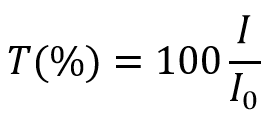 T(%) = 100 I/I₀